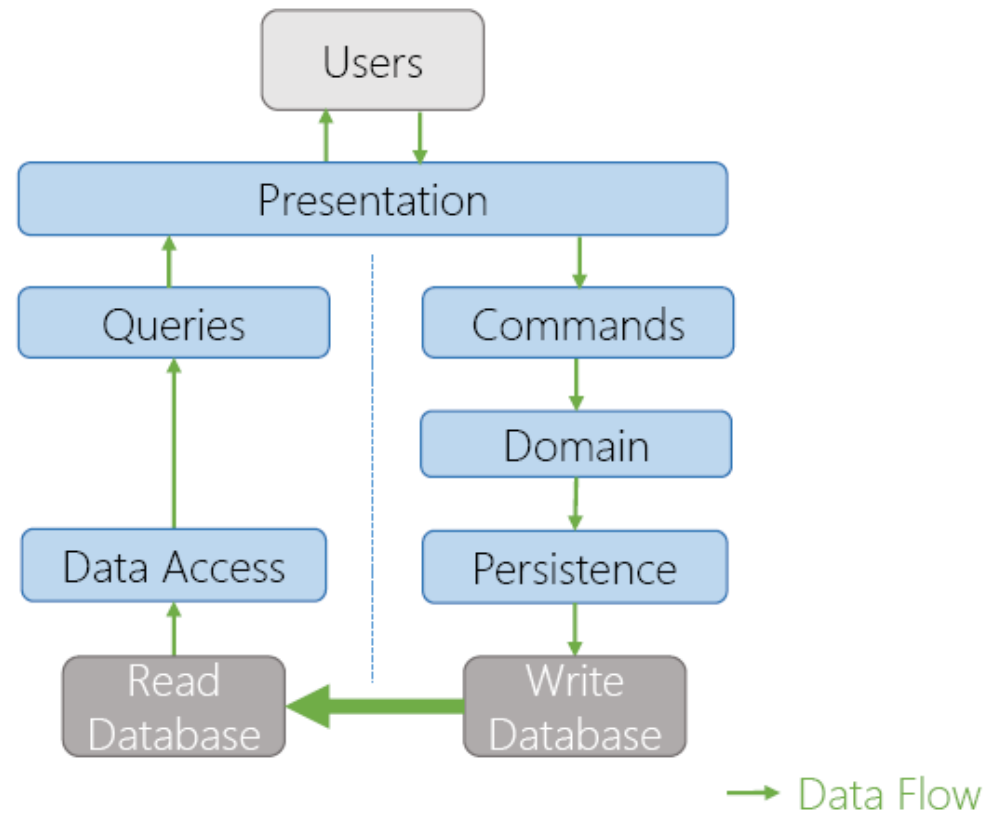 Users
Presentation
Queries
Commands
Domain
Data Access
Persistence
Read
Database
Write
Database
Data Flow